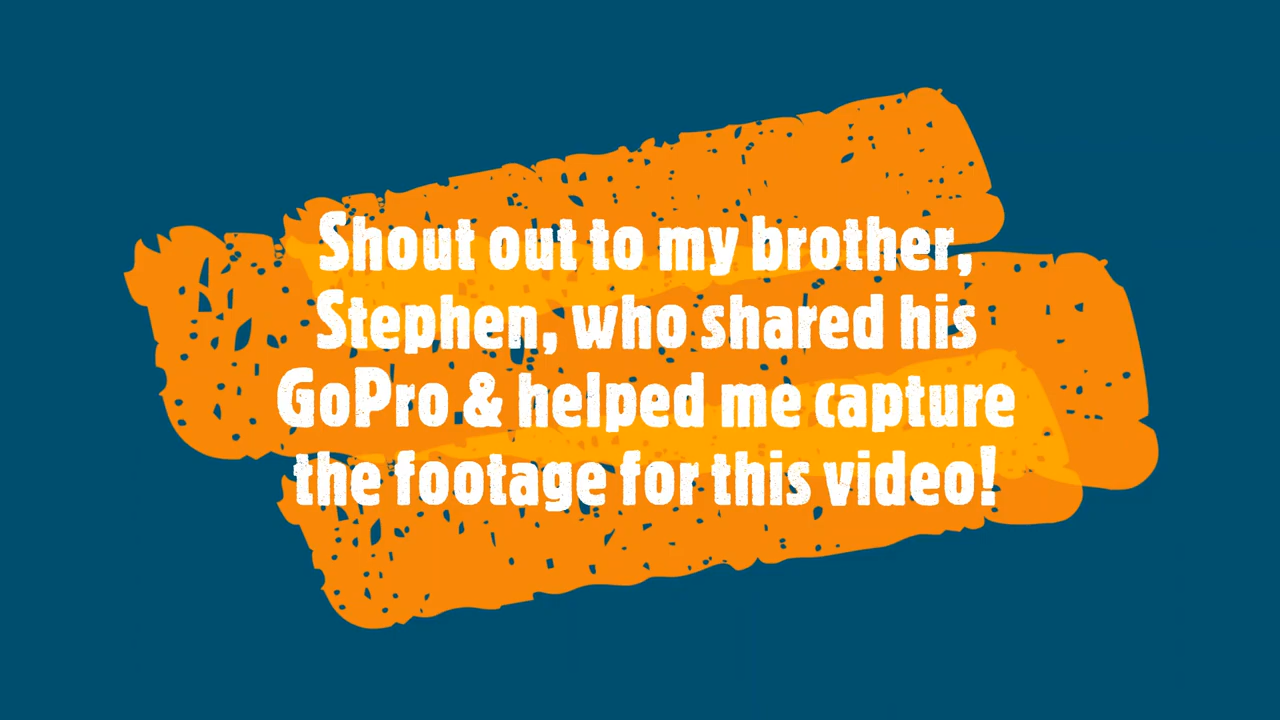 Shout out to my brother,
Stephen, who shared his
GoPro & helped me capture
the footage for this video!